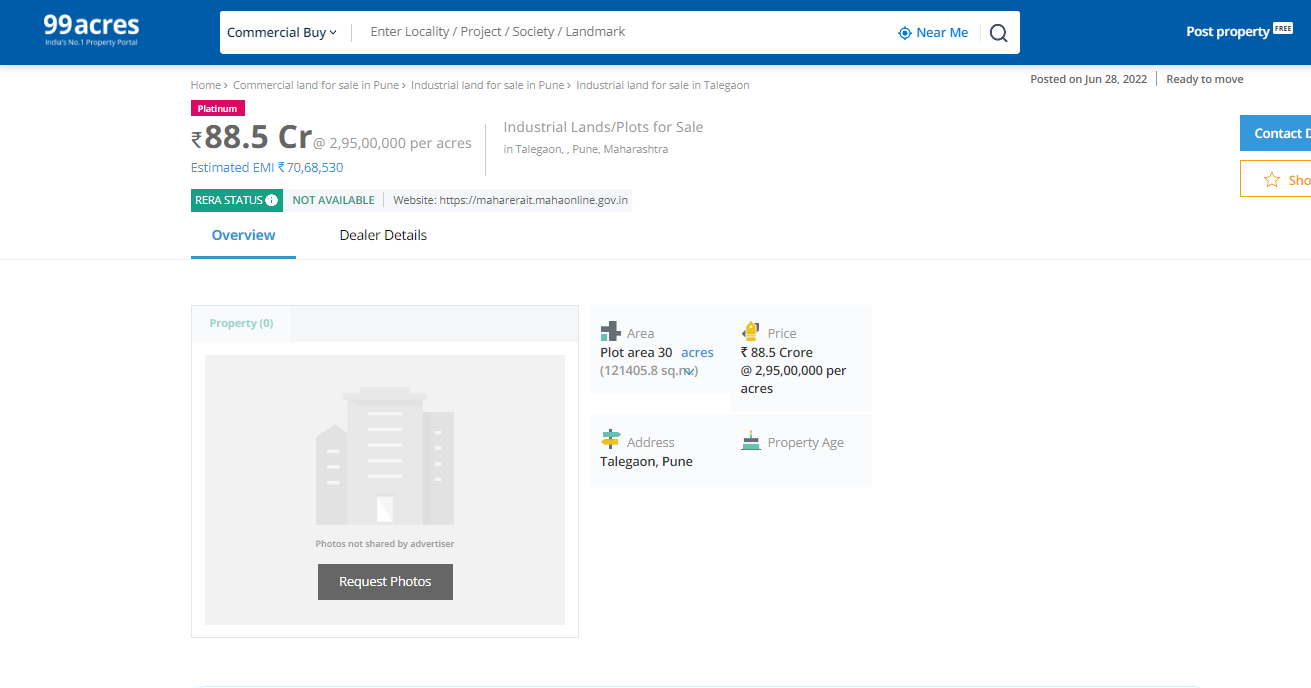 99acres
India's No.1 Property Portal
Commercial Buy
Enter Locality / Project / Society / Landmark
Near Me
Post property FREE
Home › Commercial land for sale in Pune › Industrial land for sale in Pune › Industrial land for sale in Talegaon
Posted on Jun 28, 2022 | Ready to move
Platinum
₹88.5 Cr @ 2,95,00,000 per acres
Estimated EMI ₹ 70,68,530
Industrial Lands/Plots for Sale
in Talegaon, , Pune, Maharashtra
Contact D
Sho
RERA STATUS NOT AVAILABLE | Website: https://maharerait.mahaonline.gov.in
Overview
Dealer Details
Property (0)
Photos not shared by advertiser
Request Photos
Area
Plot area 30 acres
(121405.8 sq.m)
Price
₹ 88.5 Crore
@ 2,95,00,000 per
acres
Address
Talegaon, Pune
Property Age